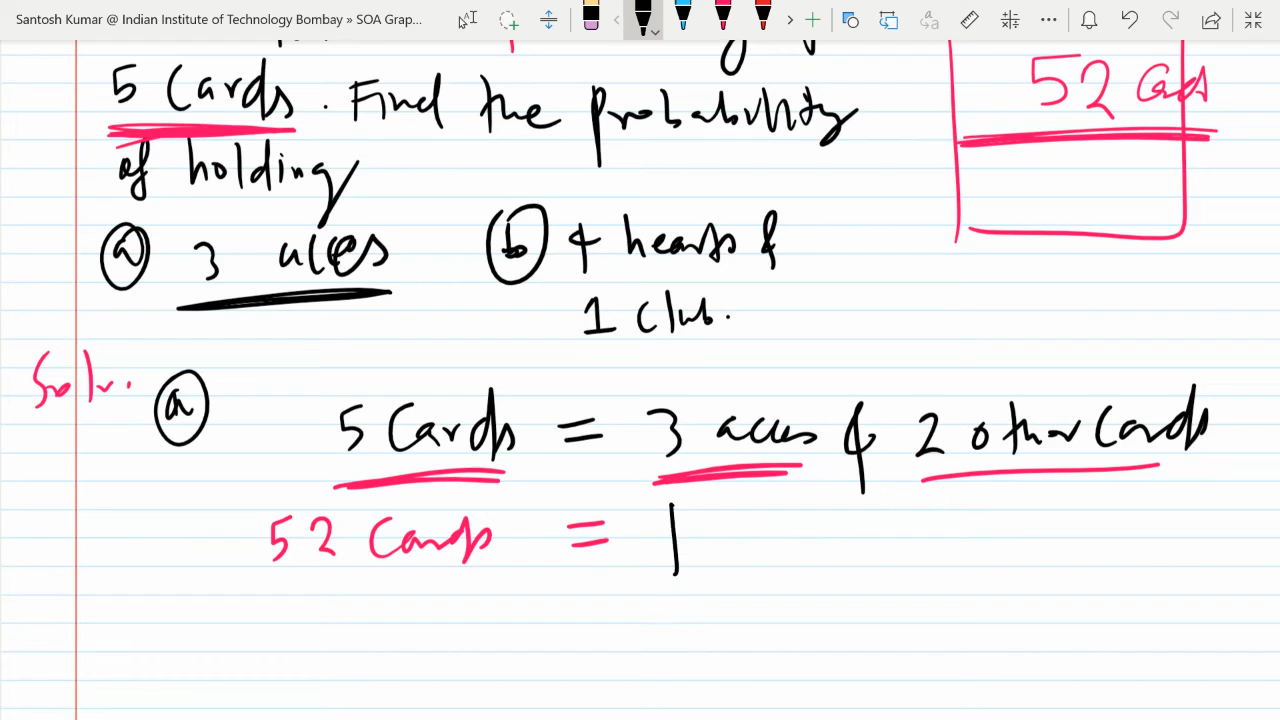 Santosh Kumar @ Indian Institute of Technology Bombay » SOA Grap...
52 Cards
5 Cards. Find the probability
of holding
(a) 3 aces (b) 4 hearts &
1 club.
Soln.
(a) 5 Cards = 3 aces & 2 other Cards
52 Cards =